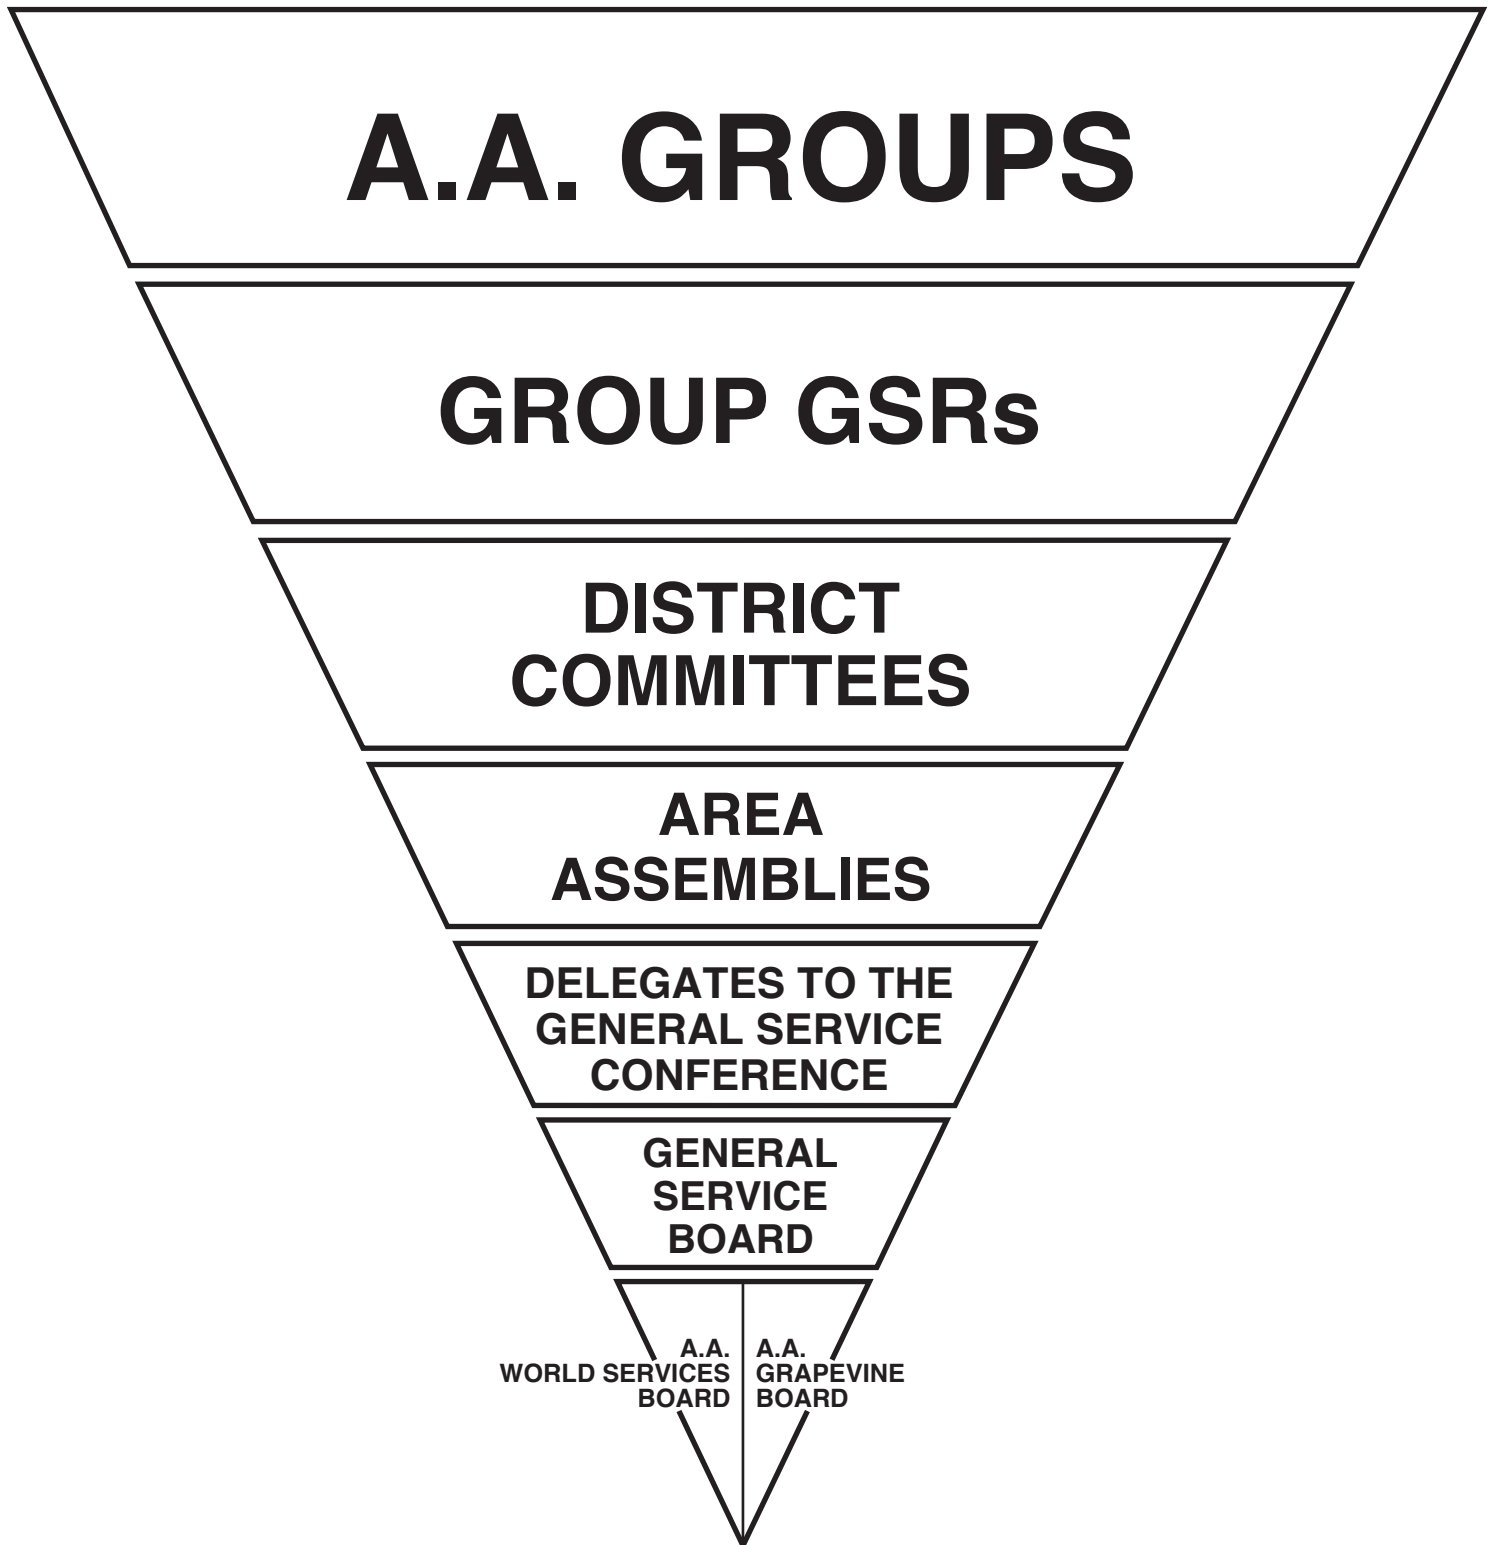 A.A. GROUPS
GROUP GSRs
DISTRICT
COMMITTEES
AREA
ASSEMBLIES
DELEGATES TO THE
GENERAL SERVICE
CONFERENCE
GENERAL
SERVICE
BOARD
A.A.
WORLD SERVICES
BOARD
A.A.
GRAPEVINE
BOARD